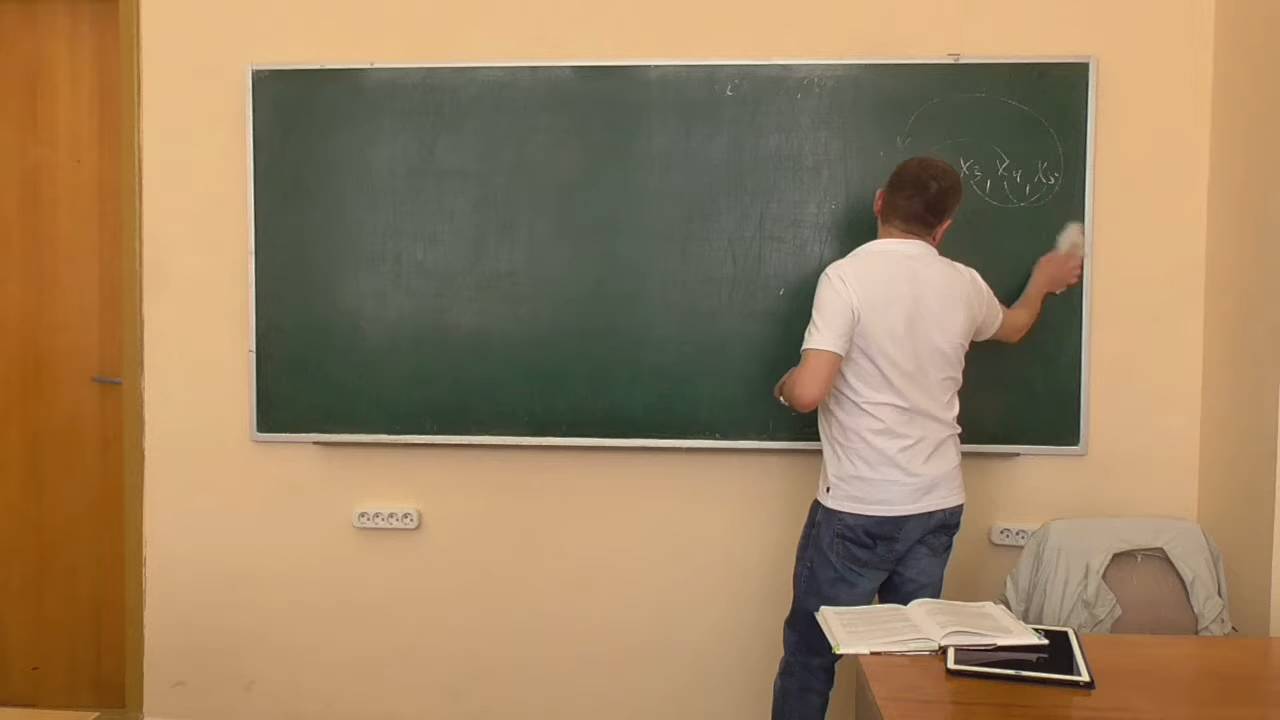 x₃, x₄, x₅